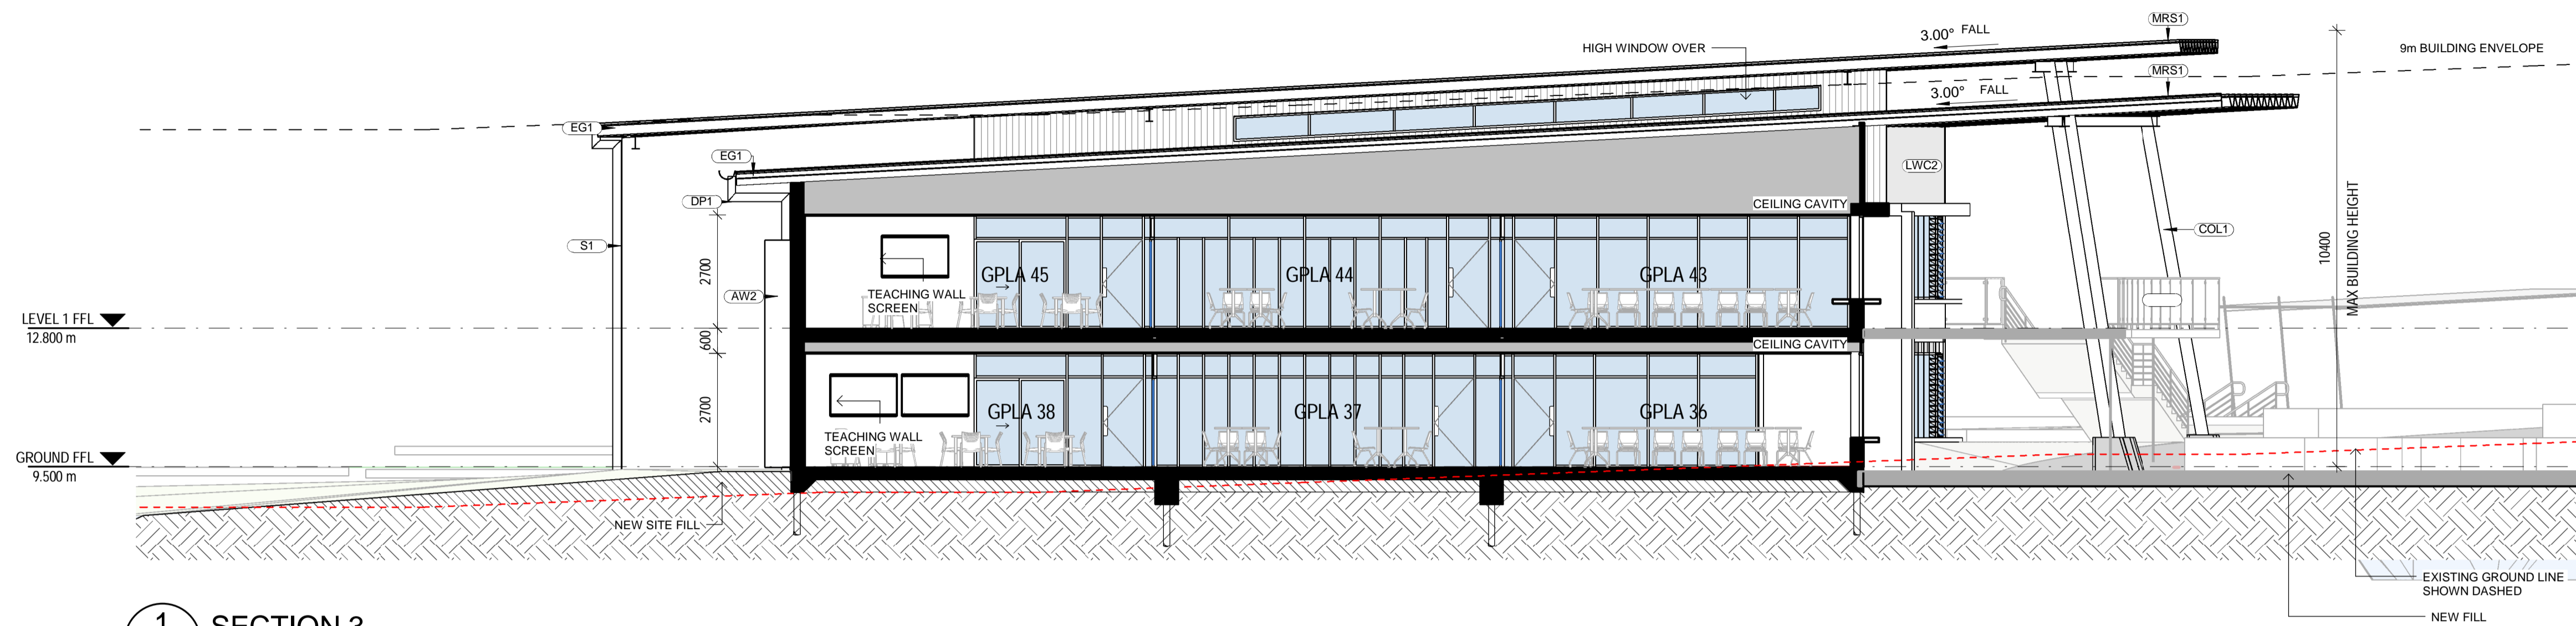 MRS1
3.00° FALL
HIGH WINDOW OVER
9m BUILDING ENVELOPE
MRS1
3.00° FALL
EG1
EG1
LWC2
DP1
CEILING CAVITY
S1
COL1
2700
10400
MAX BUILDING HEIGHT
GPLA 45
GPLA 44
GPLA 43
AW2
TEACHING WALL
SCREEN
LEVEL 1 FFL
12.800 m
600
CEILING CAVITY
2700
GPLA 38
GPLA 37
GPLA 36
TEACHING WALL
SCREEN
GROUND FFL
9.500 m
NEW SITE FILL
EXISTING GROUND LINE
SHOWN DASHED
NEW FILL
1
SECTION 3